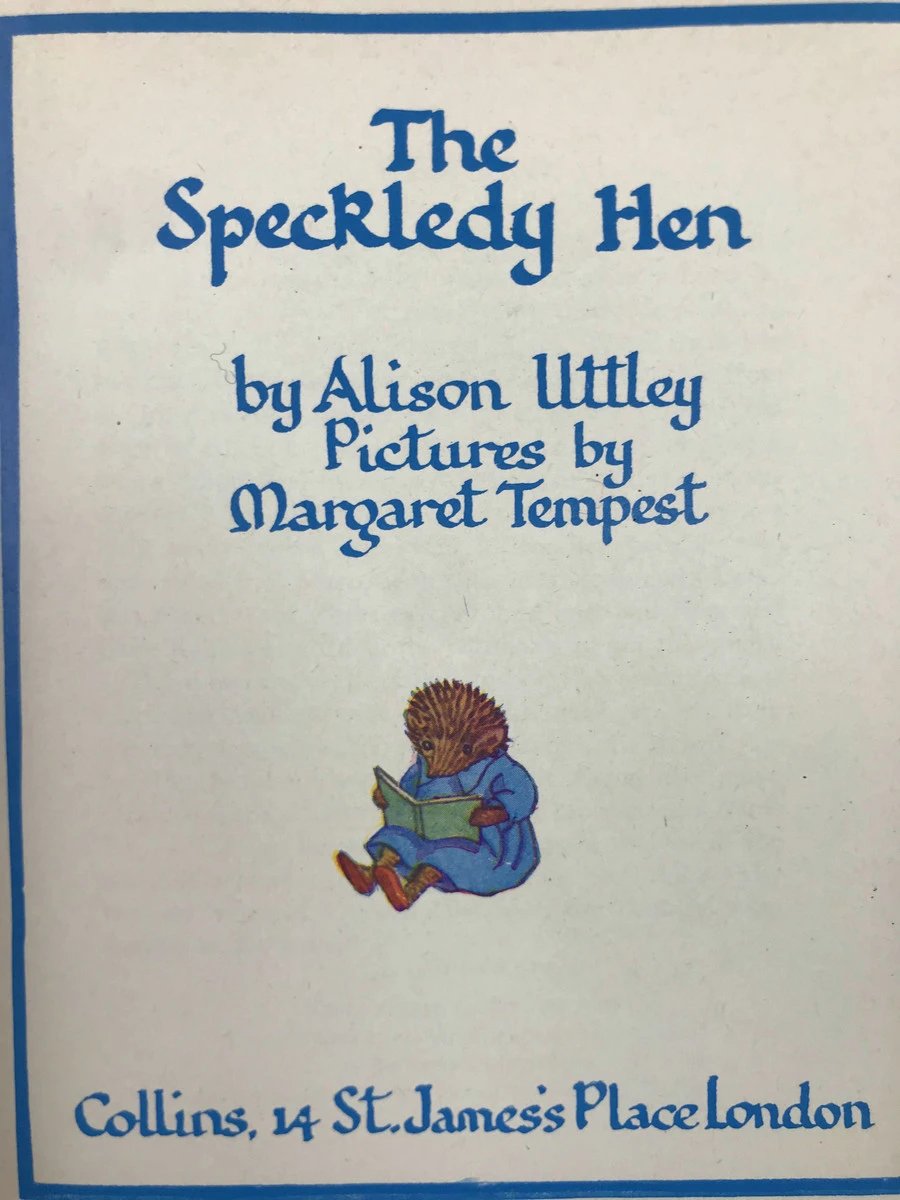 The
Speckledy Hen
by Alison Uttley
Pictures by
Margaret Tempest
Collins, 14 St. James's Place London